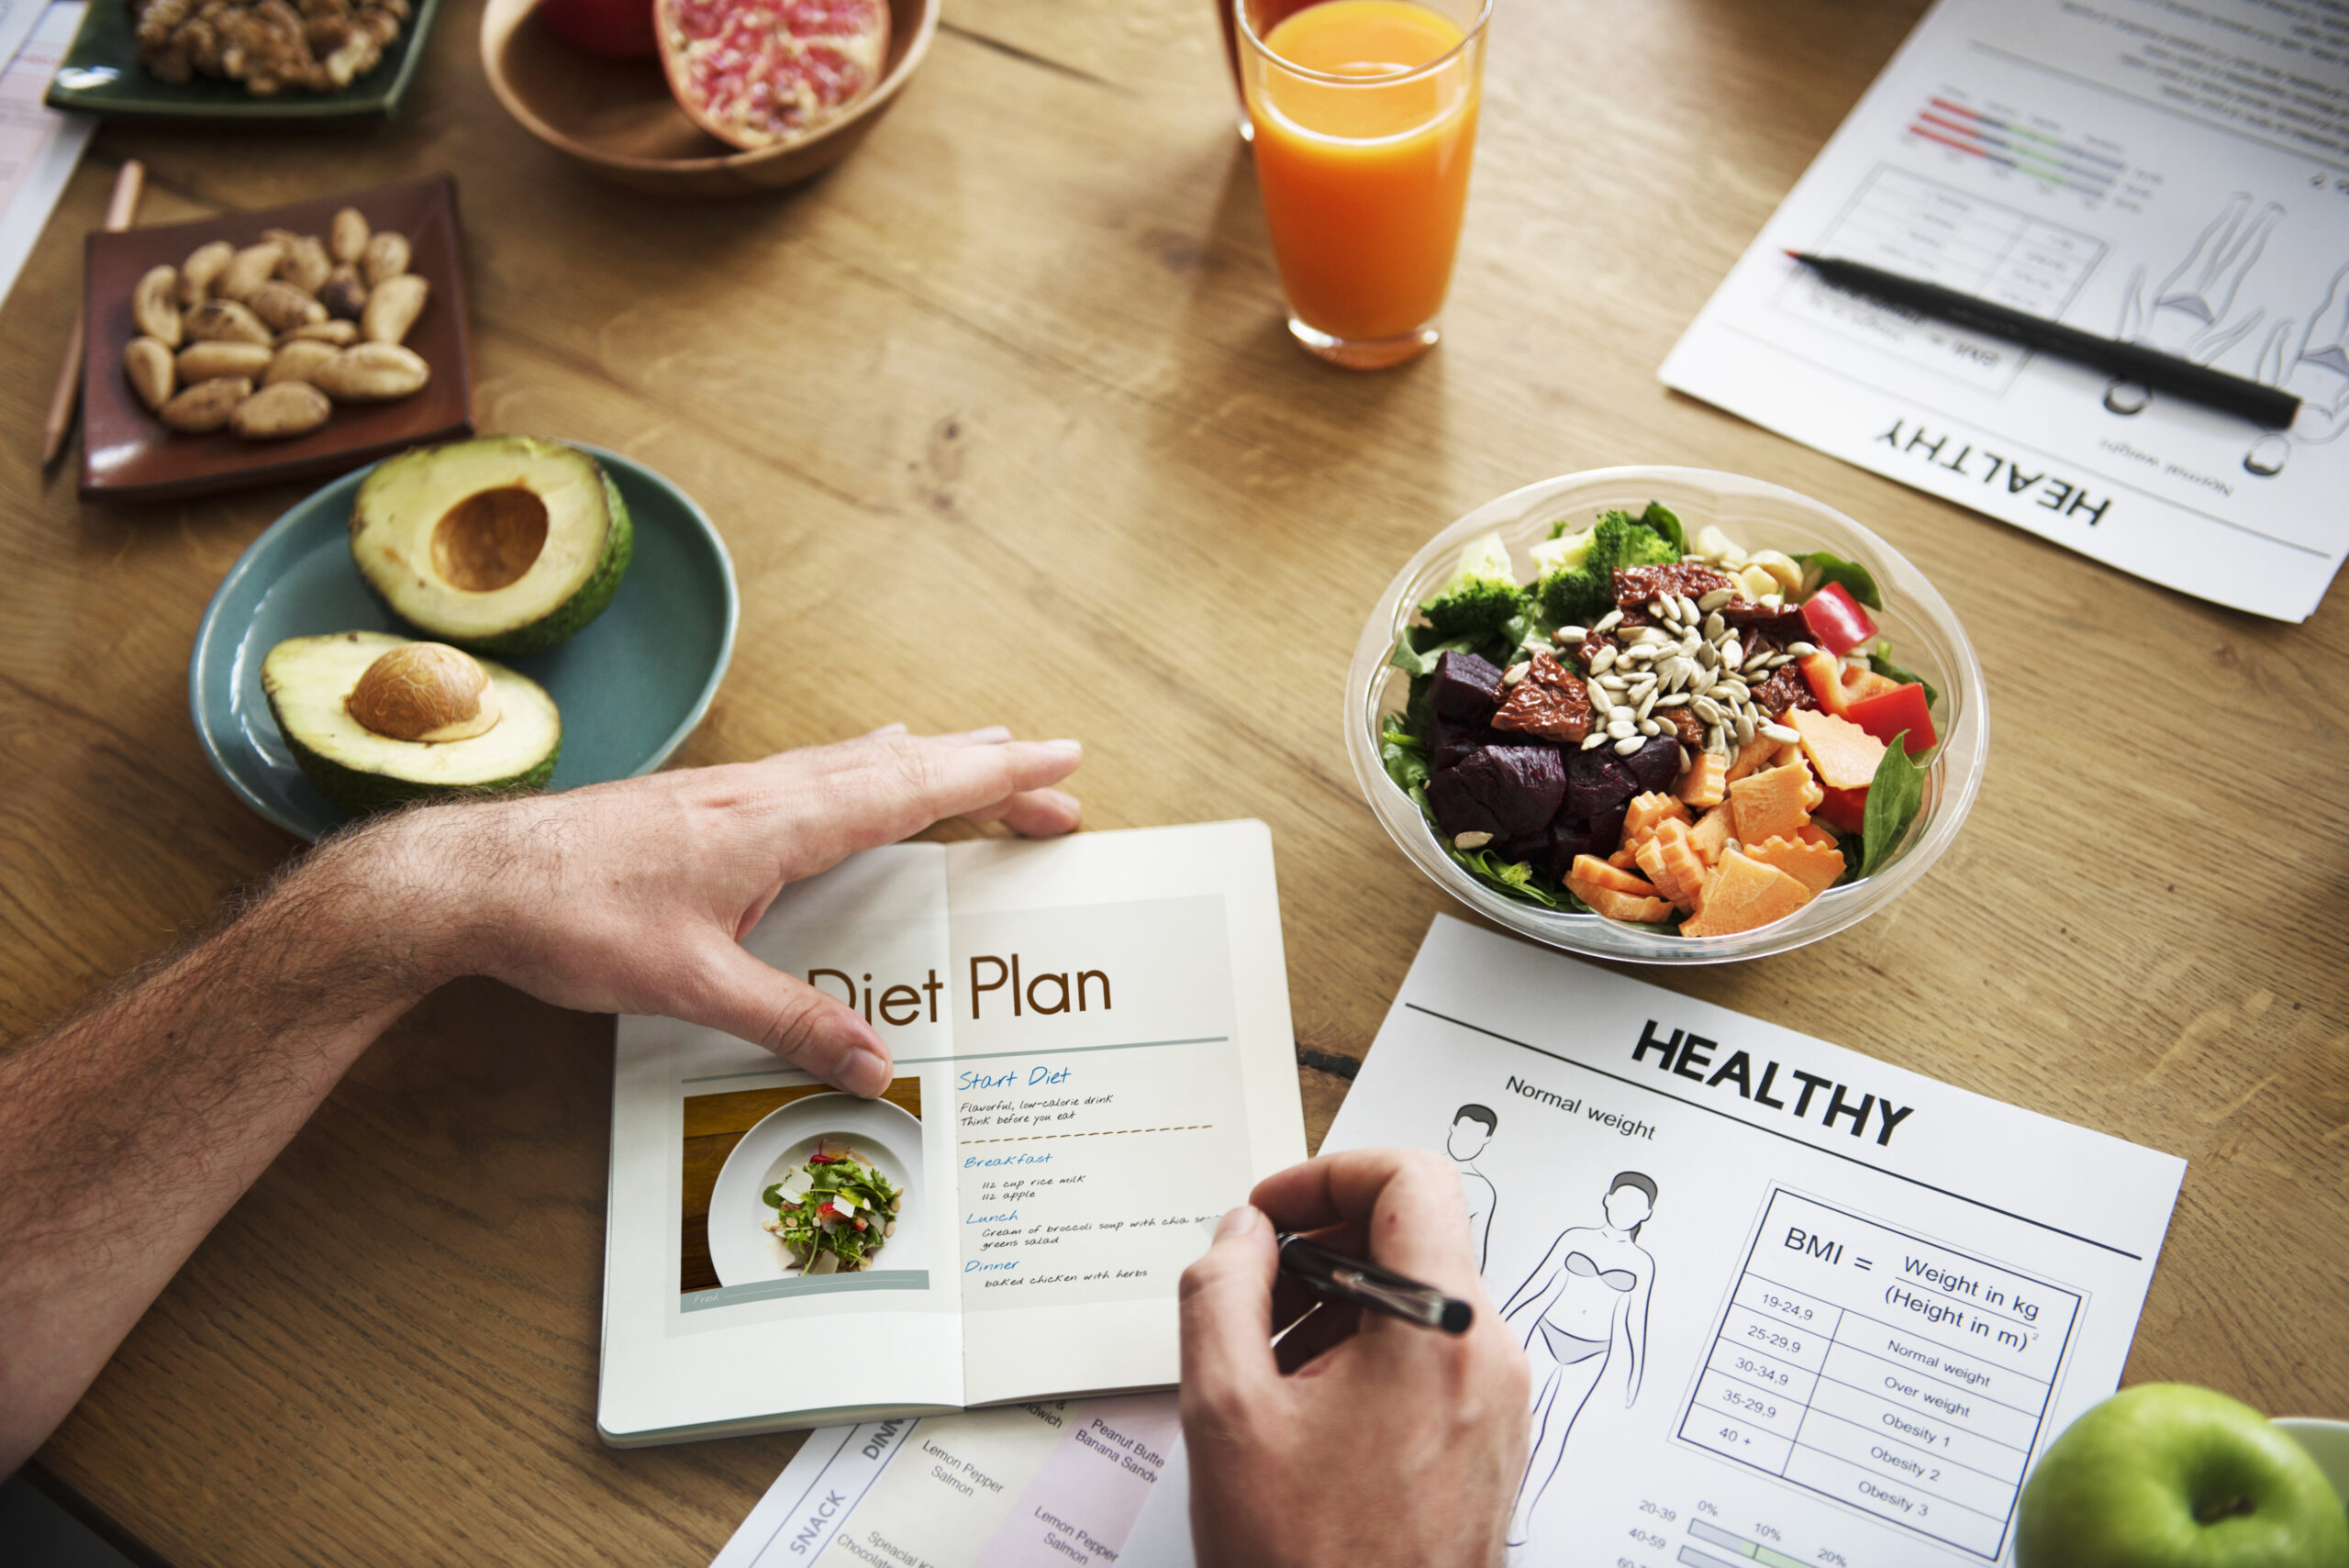 HEALTHY
Normal weight
Diet Plan
Start Diet
Flavorful, low-calorie drink
Think before you eat
Breakfast
1/2 cup rice milk
1/2 apple
Lunch
Cream of broccoli soup with chia
greens salad
Dinner
baked chicken with herbs
Fresh
HEALTHY
Normal weight
BMI = Weight in kg
(Height in m)²
19-24,9 Normal weight
25-29,9 Over weight
30-34,9 Obesity 1
35-29,9 Obesity 2
40 + Obesity 3
0%
20-39 10%
40-59 20%
&
Peanut Butte
Banana Sandw
Lemon Pepper
Salmon
Lemon Pepper
Salmon
DINN
SNACK
Speacial K
Chocolate